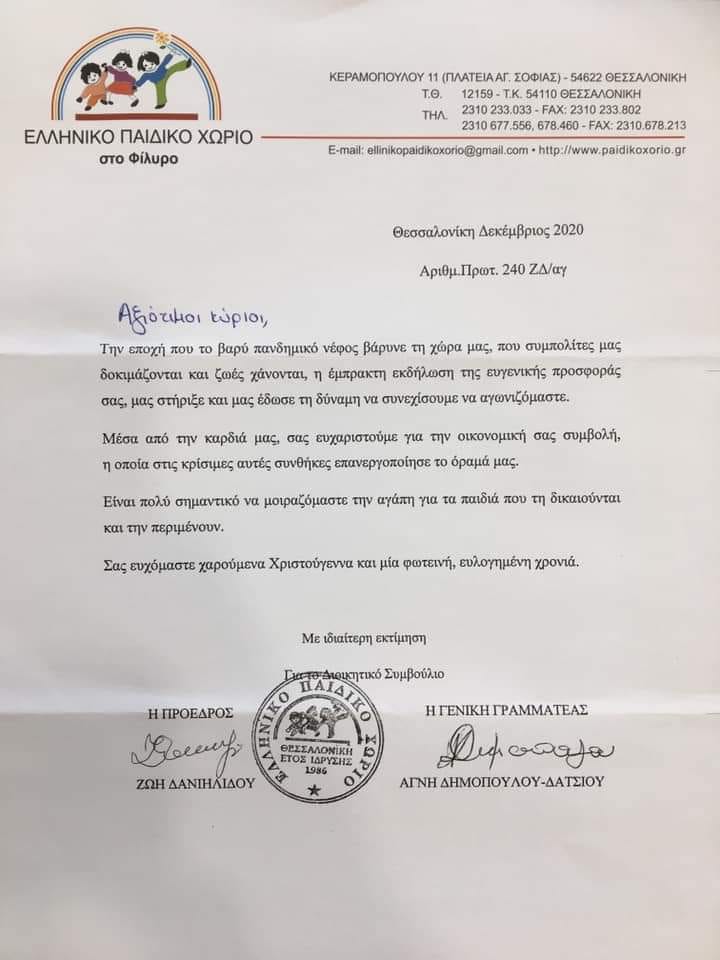 ΕΛΛΗΝΙΚΟ ΠΑΙΔΙΚΟ ΧΩΡΙΟ
στο Φίλυρο
ΚΕΡΑΜΟΠΟΥΛΟΥ 11 (ΠΛΑΤΕΙΑ ΑΓ. ΣΟΦΙΑΣ) - 54622 ΘΕΣΣΑΛΟΝΙΚΗ
Τ.Θ. 12159 - Τ.Κ. 54110 ΘΕΣΣΑΛΟΝΙΚΗ
ΤΗΛ. 2310 233.033 - FAX: 2310 233.802
2310 677.556, 678.460 - FAX: 2310.678.213
E-mail: ellinikopaidikoxorio@gmail.com • http://www.paidikoxorio.gr
Θεσσαλονίκη Δεκέμβριος 2020
Αριθμ.Πρωτ. 240 ΖΔ/αγ
Αξιότιμοι κύριοι,
Την εποχή που το βαρύ πανδημικό νέφος βάρυνε τη χώρα μας, που συμπολίτες μας
δοκιμάζονται και ζωές χάνονται, η έμπρακτη εκδήλωση της ευγενικής προσφοράς
σας, μας στήριξε και μας έδωσε τη δύναμη να συνεχίσουμε να αγωνιζόμαστε.
Μέσα από την καρδιά μας, σας ευχαριστούμε για την οικονομική σας συμβολή,
η οποία στις κρίσιμες αυτές συνθήκες επανεργοποίησε το όραμά μας.
Είναι πολύ σημαντικό να μοιραζόμαστε την αγάπη για τα παιδιά που τη δικαιούνται
και την περιμένουν.
Σας ευχόμαστε χαρούμενα Χριστούγεννα και μία φωτεινή, ευλογημένη χρονιά.
Με ιδιαίτερη εκτίμηση
Για το Διοικητικό Συμβούλιο
Η ΠΡΟΕΔΡΟΣ
Η ΓΕΝΙΚΗ ΓΡΑΜΜΑΤΕΑΣ
ΕΛΛΗΝΙΚΟ ΠΑΙΔΙΚΟ ΧΩΡΙΟ
ΘΕΣΣΑΛΟΝΙΚΗ
ΕΤΟΣ ΙΔΡΥΣΗΣ
1986
ΖΩΗ ΔΑΝΙΗΛΙΔΟΥ
ΑΓΝΗ ΔΗΜΟΠΟΥΛΟΥ-ΔΑΤΣΙΟΥ